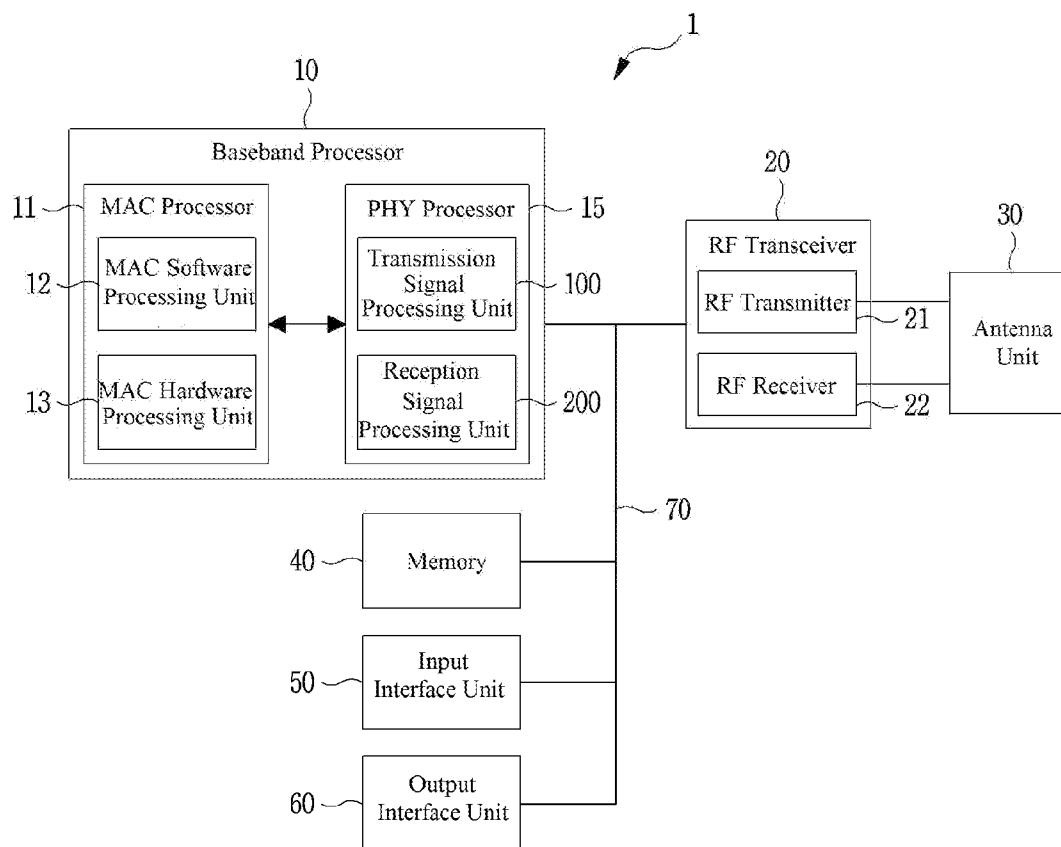 1
10
Baseband Processor
11
MAC Processor
12
MAC Software
Processing Unit
13
MAC Hardware
Processing Unit
PHY Processor
15
Transmission
Signal
Processing Unit
100
Reception
Signal
Processing Unit
200
20
RF Transceiver
RF Transmitter
21
RF Receiver
22
30
Antenna
Unit
70
40
Memory
50
Input
Interface Unit
60
Output
Interface Unit